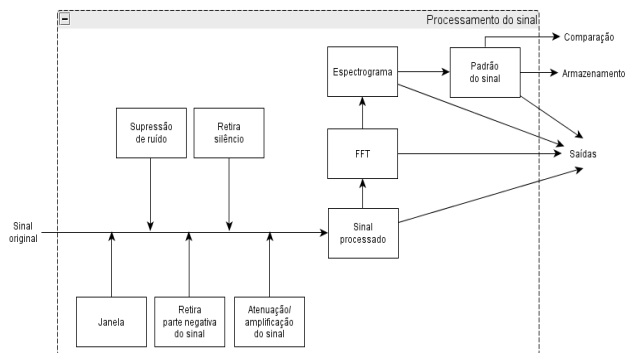 Processamento do sinal
Comparação
Espectrograma
Padrão
do sinal
Armazenamento
Supressão
de ruído
Retira
silêncio
FFT
Saídas
Sinal
original
Sinal
processado
Janela
Retira
parte negativa
do sinal
Atenuação/
amplificação
do sinal